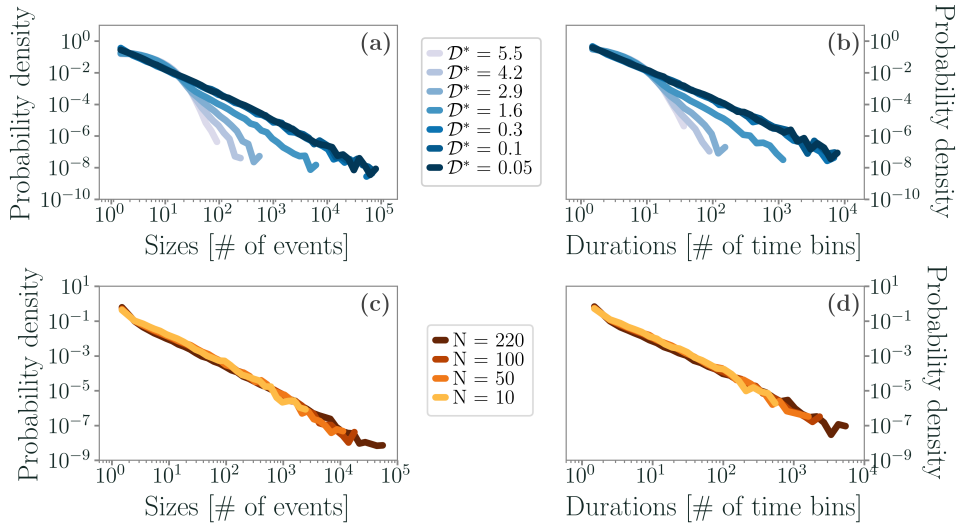 Probability density
10^0
10^−2
10^−4
10^−6
10^−8
10^−10
(a)
10^0 10^1 10^2 10^3 10^4 10^5
Sizes [# of events]
𝒟* = 5.5
𝒟* = 4.2
𝒟* = 2.9
𝒟* = 1.6
𝒟* = 0.3
𝒟* = 0.1
𝒟* = 0.05
(b)
10^0
10^−2
10^−4
10^−6
10^−8
10^−10
Probability density
10^0 10^1 10^2 10^3 10^4
Durations [# of time bins]
Probability density
10^1
10^−1
10^−3
10^−5
10^−7
10^−9
(c)
10^0 10^1 10^2 10^3 10^4 10^5
Sizes [# of events]
N = 220
N = 100
N = 50
N = 10
(d)
10^1
10^−1
10^−3
10^−5
10^−7
10^−9
Probability density
10^0 10^1 10^2 10^3 10^4
Durations [# of time bins]